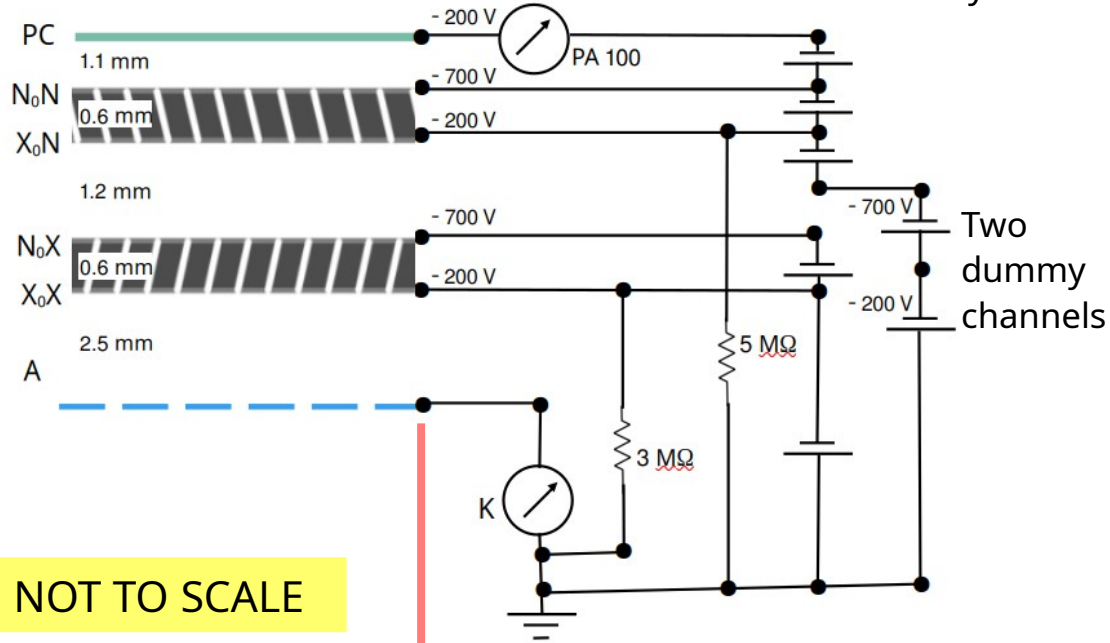 - 200 V
PC
PA 100
1.1 mm
- 700 V
N₀N
0.6 mm
- 200 V
X₀N
1.2 mm
- 700 V
- 700 V
Two
dummy
channels
N₀X
0.6 mm
- 200 V
- 200 V
X₀X
2.5 mm
5 MΩ
A
3 MΩ
K
NOT TO SCALE